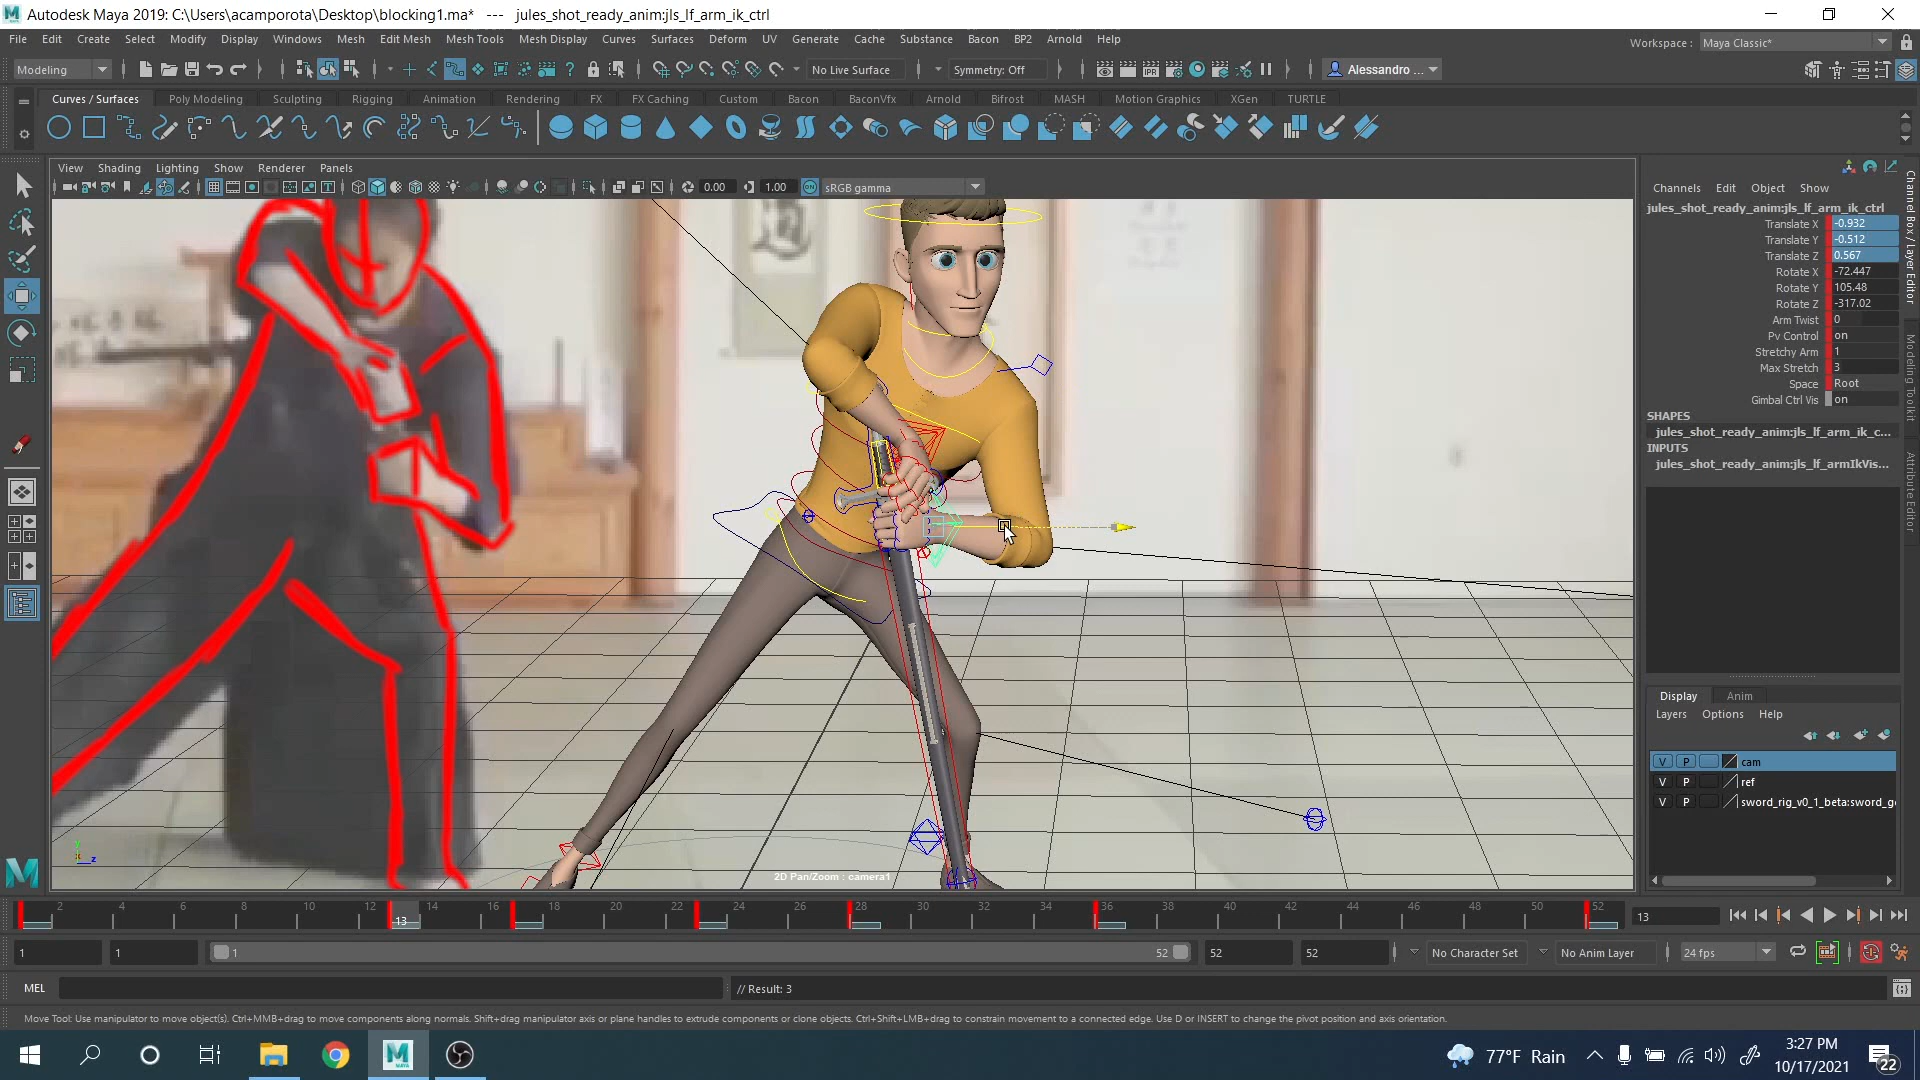 Autodesk Maya 2019: C:\Users\acamporota\Desktop\blocking1.ma*   ---   jules_shot_ready_anim:jls_lf_arm_ik_ctrl
File Edit Create Select Modify Display Windows Mesh Edit Mesh Mesh Tools Mesh Display Curves Surfaces Deform UV Generate Cache Substance Bacon BP2 Arnold Help
Workspace : Maya Classic*
Modeling No Live Surface Symmetry: Off IPR Alessandro ...
Curves / Surfaces Poly Modeling Sculpting Rigging Animation Rendering FX FX Caching Custom Bacon BaconVfx Arnold Bifrost MASH Motion Graphics XGen TURTLE
View Shading Lighting Show Renderer Panels
0.00 1.00 ON sRGB gamma
Channels Edit Object Show
jules_shot_ready_anim:jls_lf_arm_ik_ctrl
Translate X -0.932
Translate Y -0.512
Translate Z 0.567
Rotate X -72.447
Rotate Y 105.48
Rotate Z -317.02
Arm Twist 0
Pv Control on
Stretchy Arm 1
Max Stretch 3
Space Root
Gimbal Ctrl Vis on
SHAPES
jules_shot_ready_anim:jls_lf_arm_ik_c...
INPUTS
jules_shot_ready_anim:jls_lf_armIkVis...
Channel Box / Layer Editor
Modeling Toolkit
Attribute Editor
Display Anim
Layers Options Help
V P cam
V P ref
V P sword_rig_v0_1_beta:sword_g
y
x z
2D Pan/Zoom : camera1
2 4 6 8 10 12 13 14 16 18 20 22 24 26 28 30 32 34 36 38 40 42 44 46 48 50 52
13
1 1 1 52 52 52 No Character Set No Anim Layer 24 fps
MEL // Result: 3
Move Tool: Use manipulator to move object(s). Ctrl+MMB+drag to move components along normals. Shift+drag manipulator axis or plane handles to extrude components or clone objects. Ctrl+Shift+LMB+drag to constrain movement to a connected edge. Use D or INSERT to change the pivot position and axis orientation.
77°F Rain
3:27 PM
10/17/2021
22